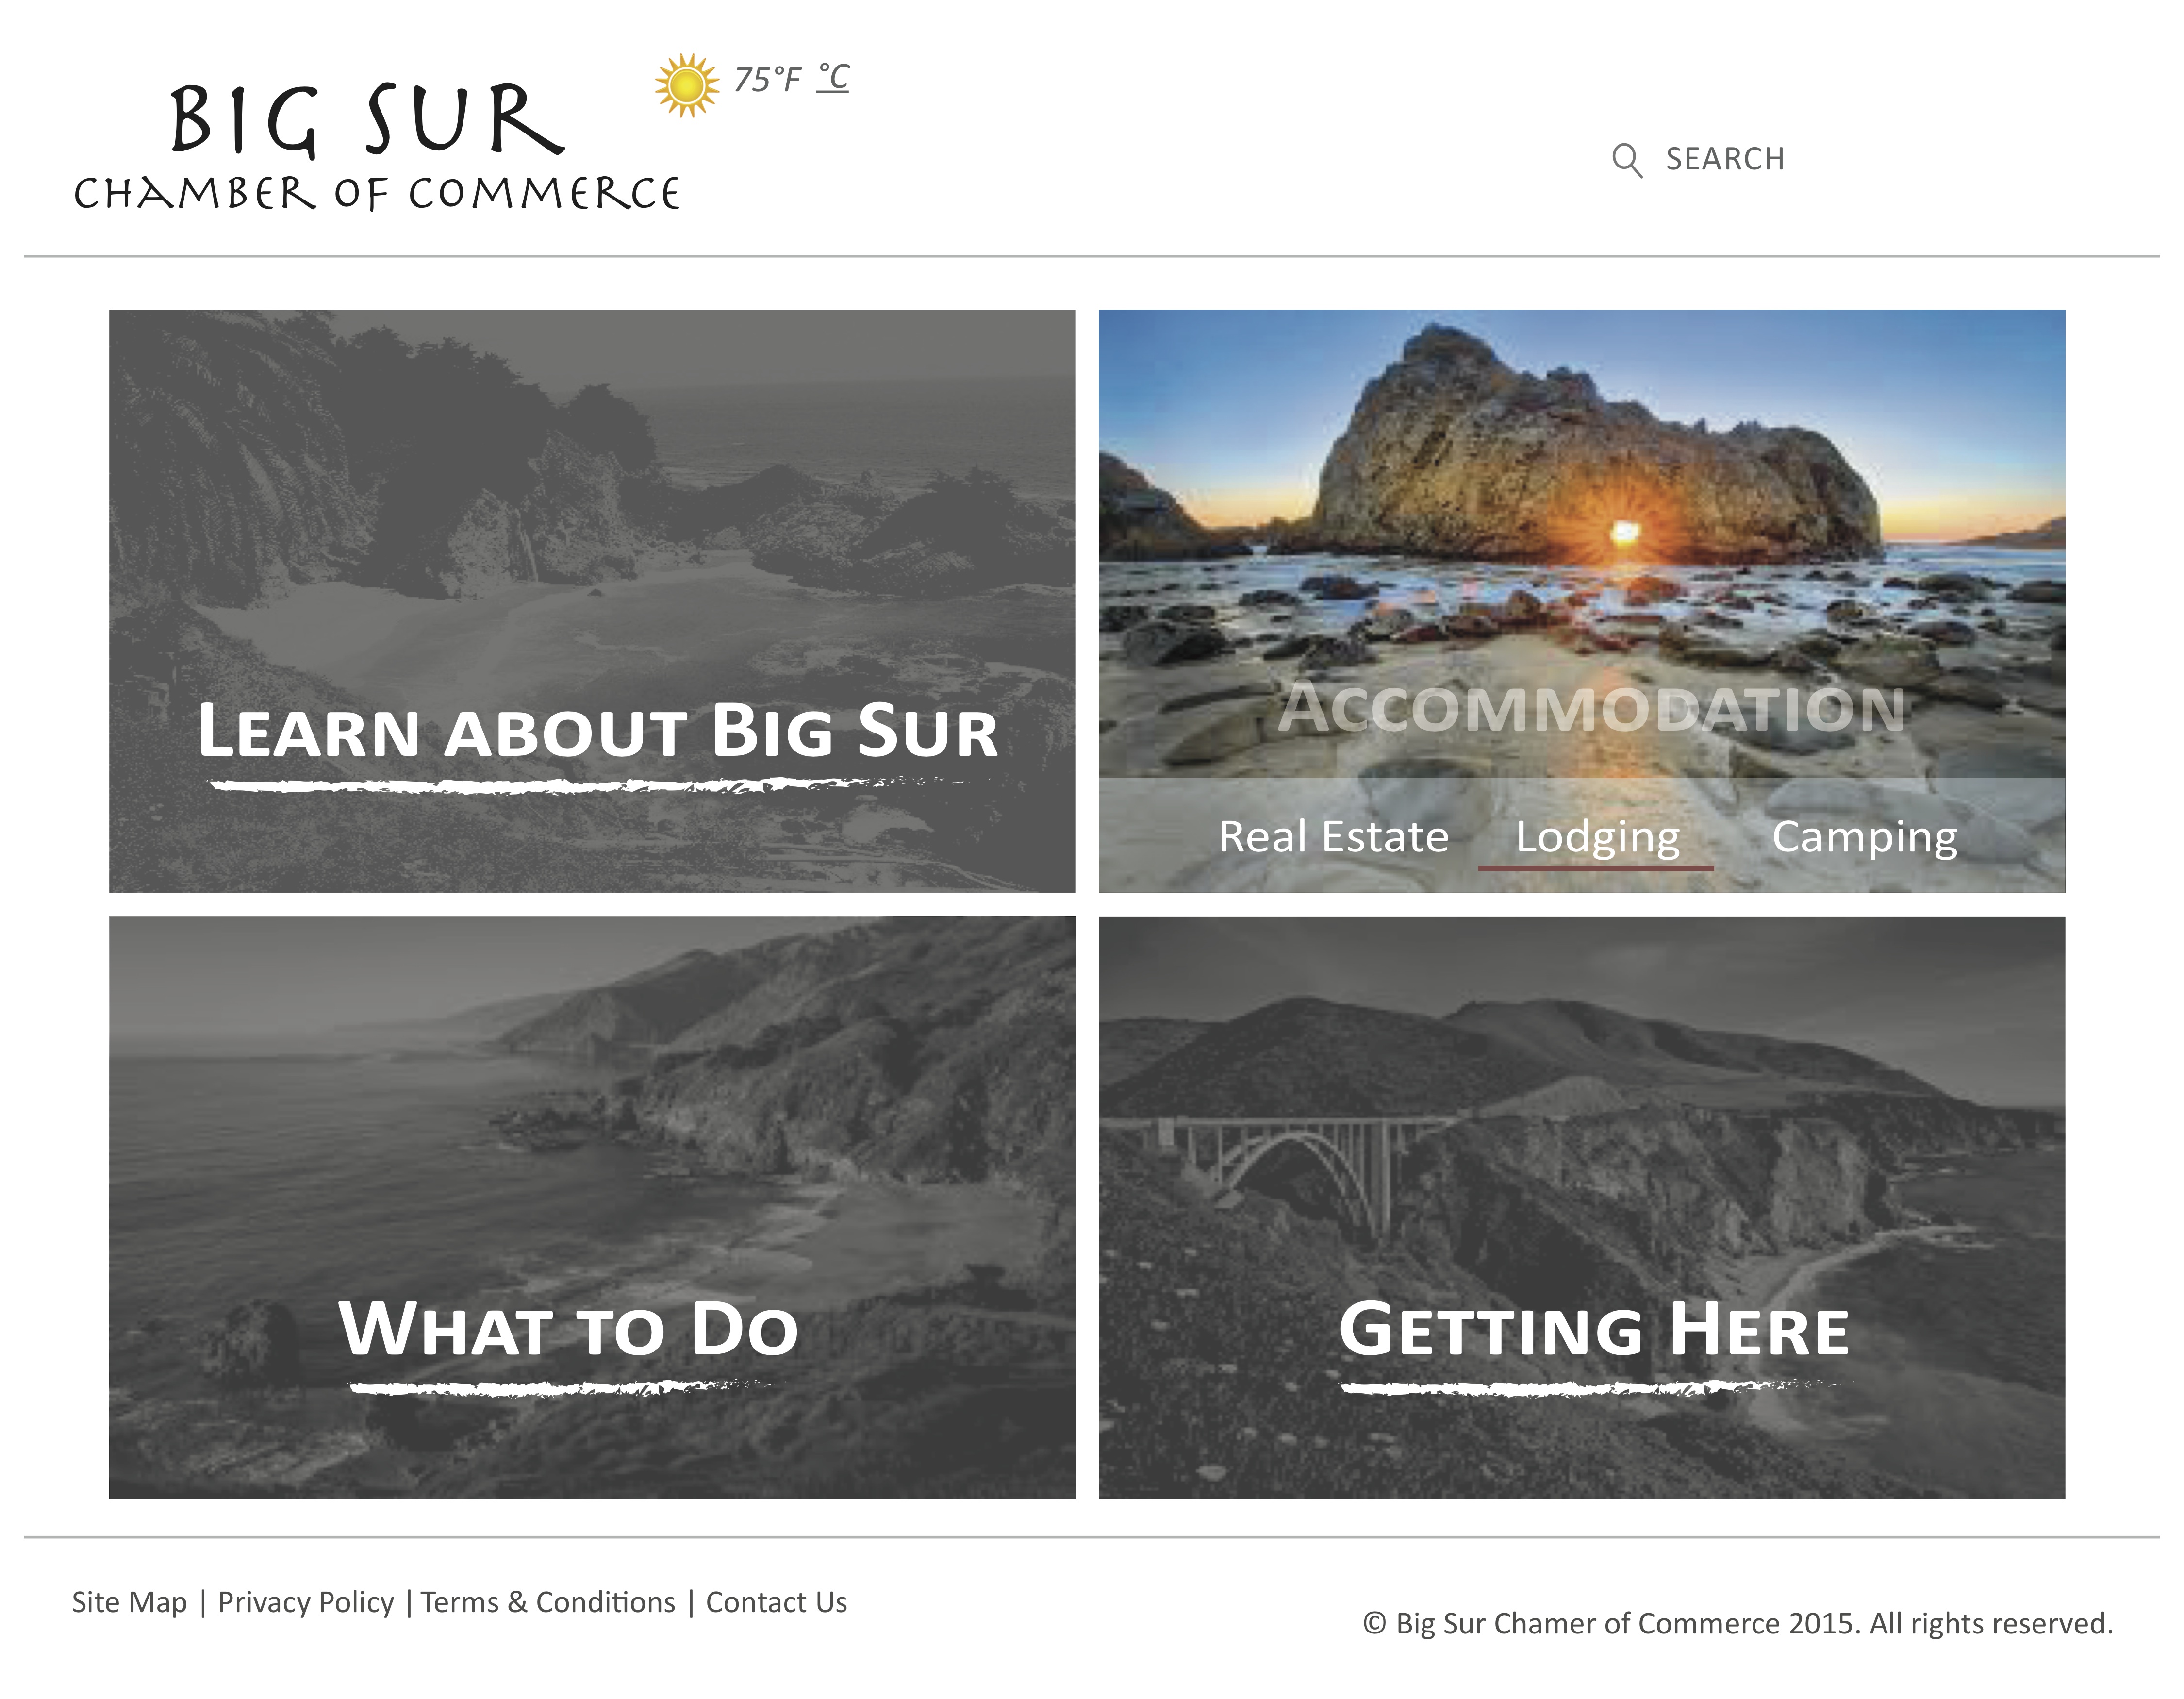 BIG SUR
CHAMBER OF COMMERCE
75°F °C
SEARCH
LEARN ABOUT BIG SUR
ACCOMMODATION
Real Estate Lodging Camping
WHAT TO DO
GETTING HERE
Site Map | Privacy Policy | Terms & Conditions | Contact Us
© Big Sur Chamer of Commerce 2015. All rights reserved.